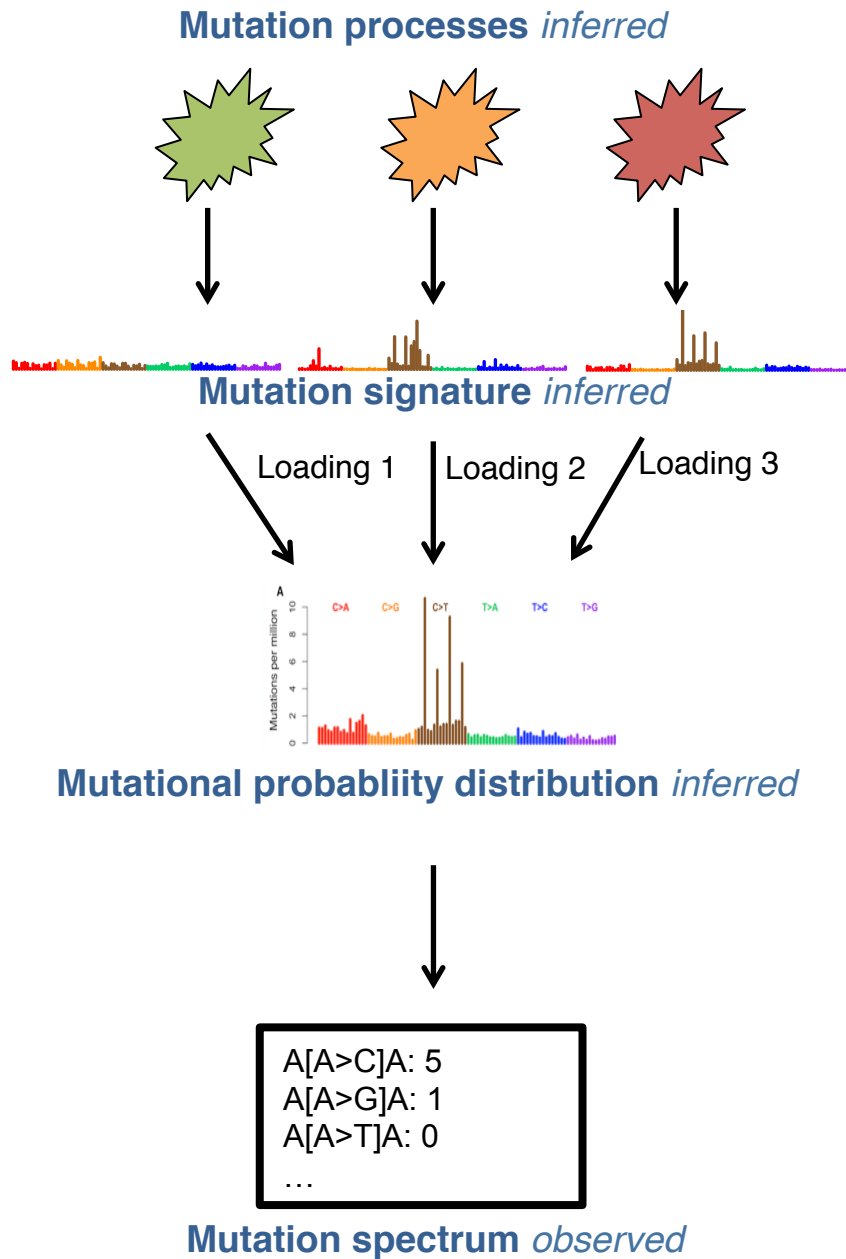 Mutation processes inferred
Mutation signature inferred
Loading 1
Loading 2
Loading 3
A
C>A C>G C>T T>A T>C T>G
Mutations per million
10
8
6
4
2
0
Mutational probabliity distribution inferred
A[A>C]A: 5
A[A>G]A: 1
A[A>T]A: 0
...
Mutation spectrum observed